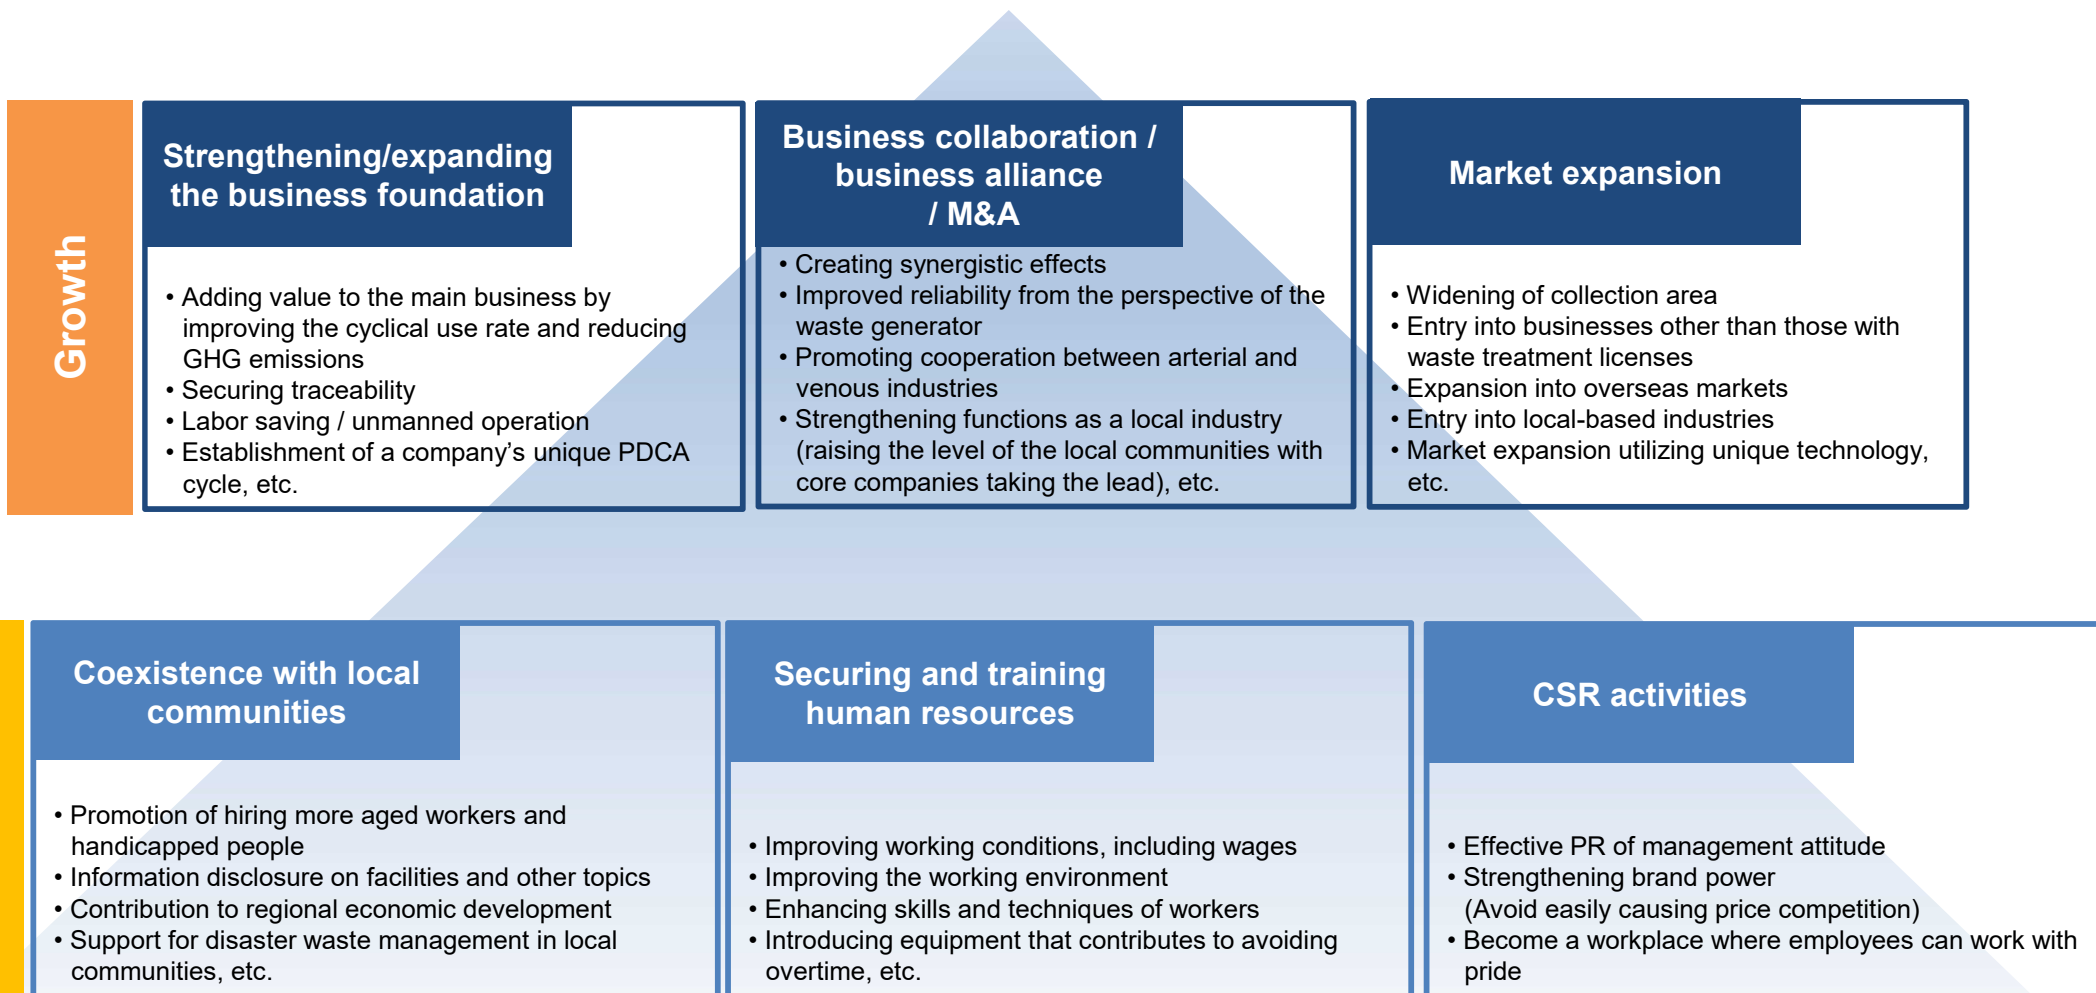 Growth
Strengthening/expanding
the business foundation
• Adding value to the main business by
improving the cyclical use rate and reducing
GHG emissions
• Securing traceability
• Labor saving / unmanned operation
• Establishment of a company’s unique PDCA
cycle, etc.
Business collaboration /
business alliance
/ M&A
• Creating synergistic effects
• Improved reliability from the perspective of the
waste generator
• Promoting cooperation between arterial and
venous industries
• Strengthening functions as a local industry
(raising the level of the local communities with
core companies taking the lead), etc.
Market expansion
• Widening of collection area
• Entry into businesses other than those with
waste treatment licenses
• Expansion into overseas markets
• Entry into local-based industries
• Market expansion utilizing unique technology,
etc.
Coexistence with local
communities
• Promotion of hiring more aged workers and
handicapped people
• Information disclosure on facilities and other topics
• Contribution to regional economic development
• Support for disaster waste management in local
communities, etc.
Securing and training
human resources
• Improving working conditions, including wages
• Improving the working environment
• Enhancing skills and techniques of workers
• Introducing equipment that contributes to avoiding
overtime, etc.
CSR activities
• Effective PR of management attitude
• Strengthening brand power
(Avoid easily causing price competition)
• Become a workplace where employees can work with
pride